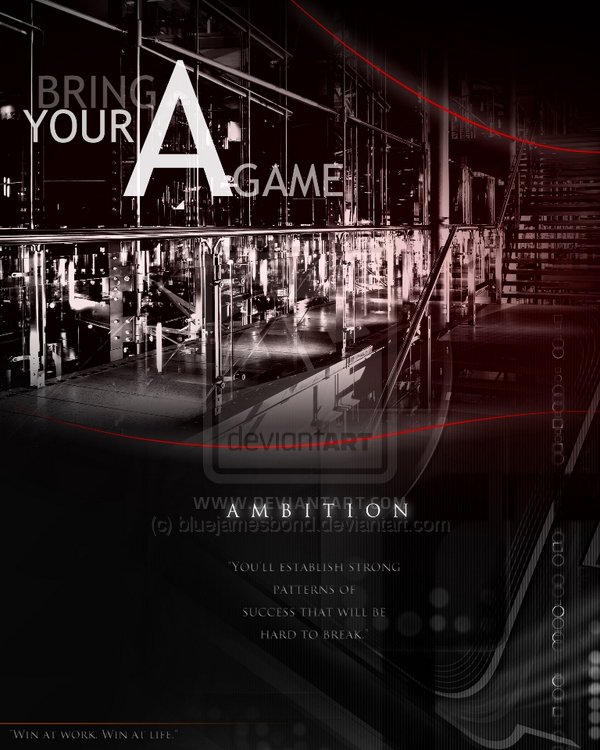 BRING
YOUR A
-GAME
deviantART
WWW.DEVIANTART.COM
AMBITION
(c) bluejamesbond.deviantart.com
"YOU'LL ESTABLISH STRONG
PATTERNS OF
SUCCESS THAT WILL BE
HARD TO BREAK."
"WIN AT WORK. WIN AT LIFE."